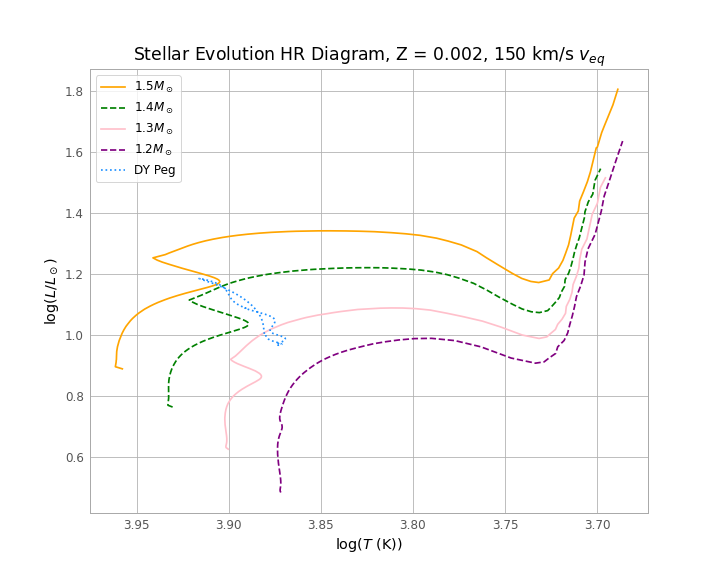 Stellar Evolution HR Diagram, Z = 0.002, 150 km/s v_eq
1.5M⊙
1.4M⊙
1.3M⊙
1.2M⊙
DY Peg
1.8
1.6
1.4
1.2
1.0
0.8
0.6
log(L/L⊙)
3.95 3.90 3.85 3.80 3.75 3.70
log(T (K))